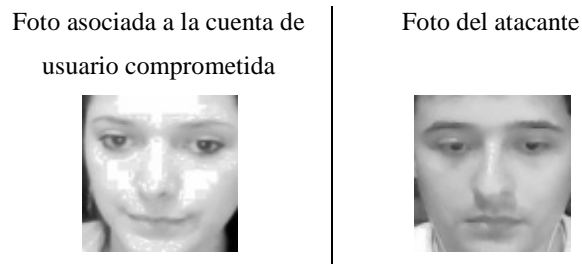 Foto asociada a la cuenta de
usuario comprometida
Foto del atacante